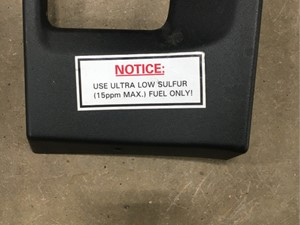 NOTICE:
USE ULTRA LOW SULFUR
(15ppm MAX.) FUEL ONLY!